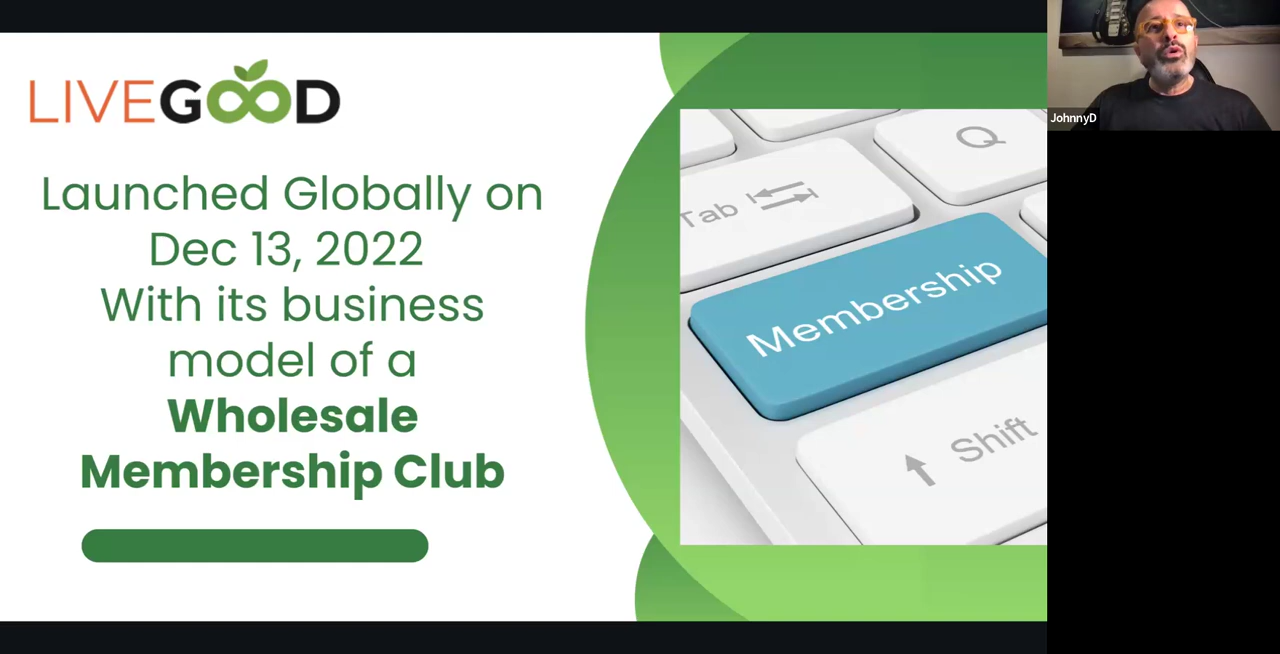 LIVEGOOD
Launched Globally on
Dec 13, 2022
With its business
model of a
Wholesale
Membership Club
Q
Tab
Membership
Shift
JohnnyD